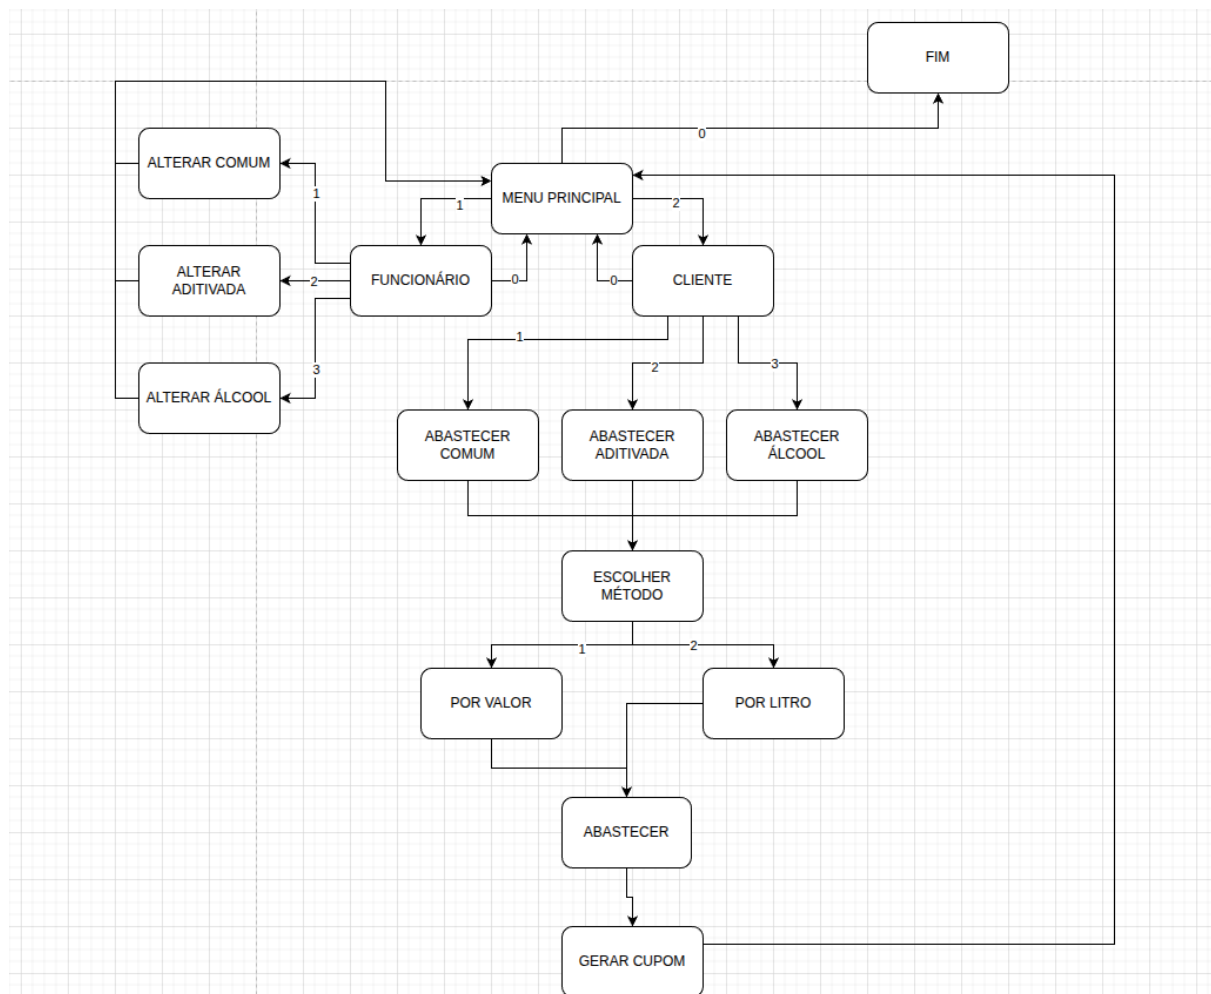 FIM
0
ALTERAR COMUM
1
MENU PRINCIPAL
1
2
ALTERAR
ADITIVADA
2
FUNCIONÁRIO
0
0
CLIENTE
3
ALTERAR ÁLCOOL
1
2
3
ABASTECER
COMUM
ABASTECER
ADITIVADA
ABASTECER
ÁLCOOL
ESCOLHER
MÉTODO
1
2
POR VALOR
POR LITRO
ABASTECER
GERAR CUPOM